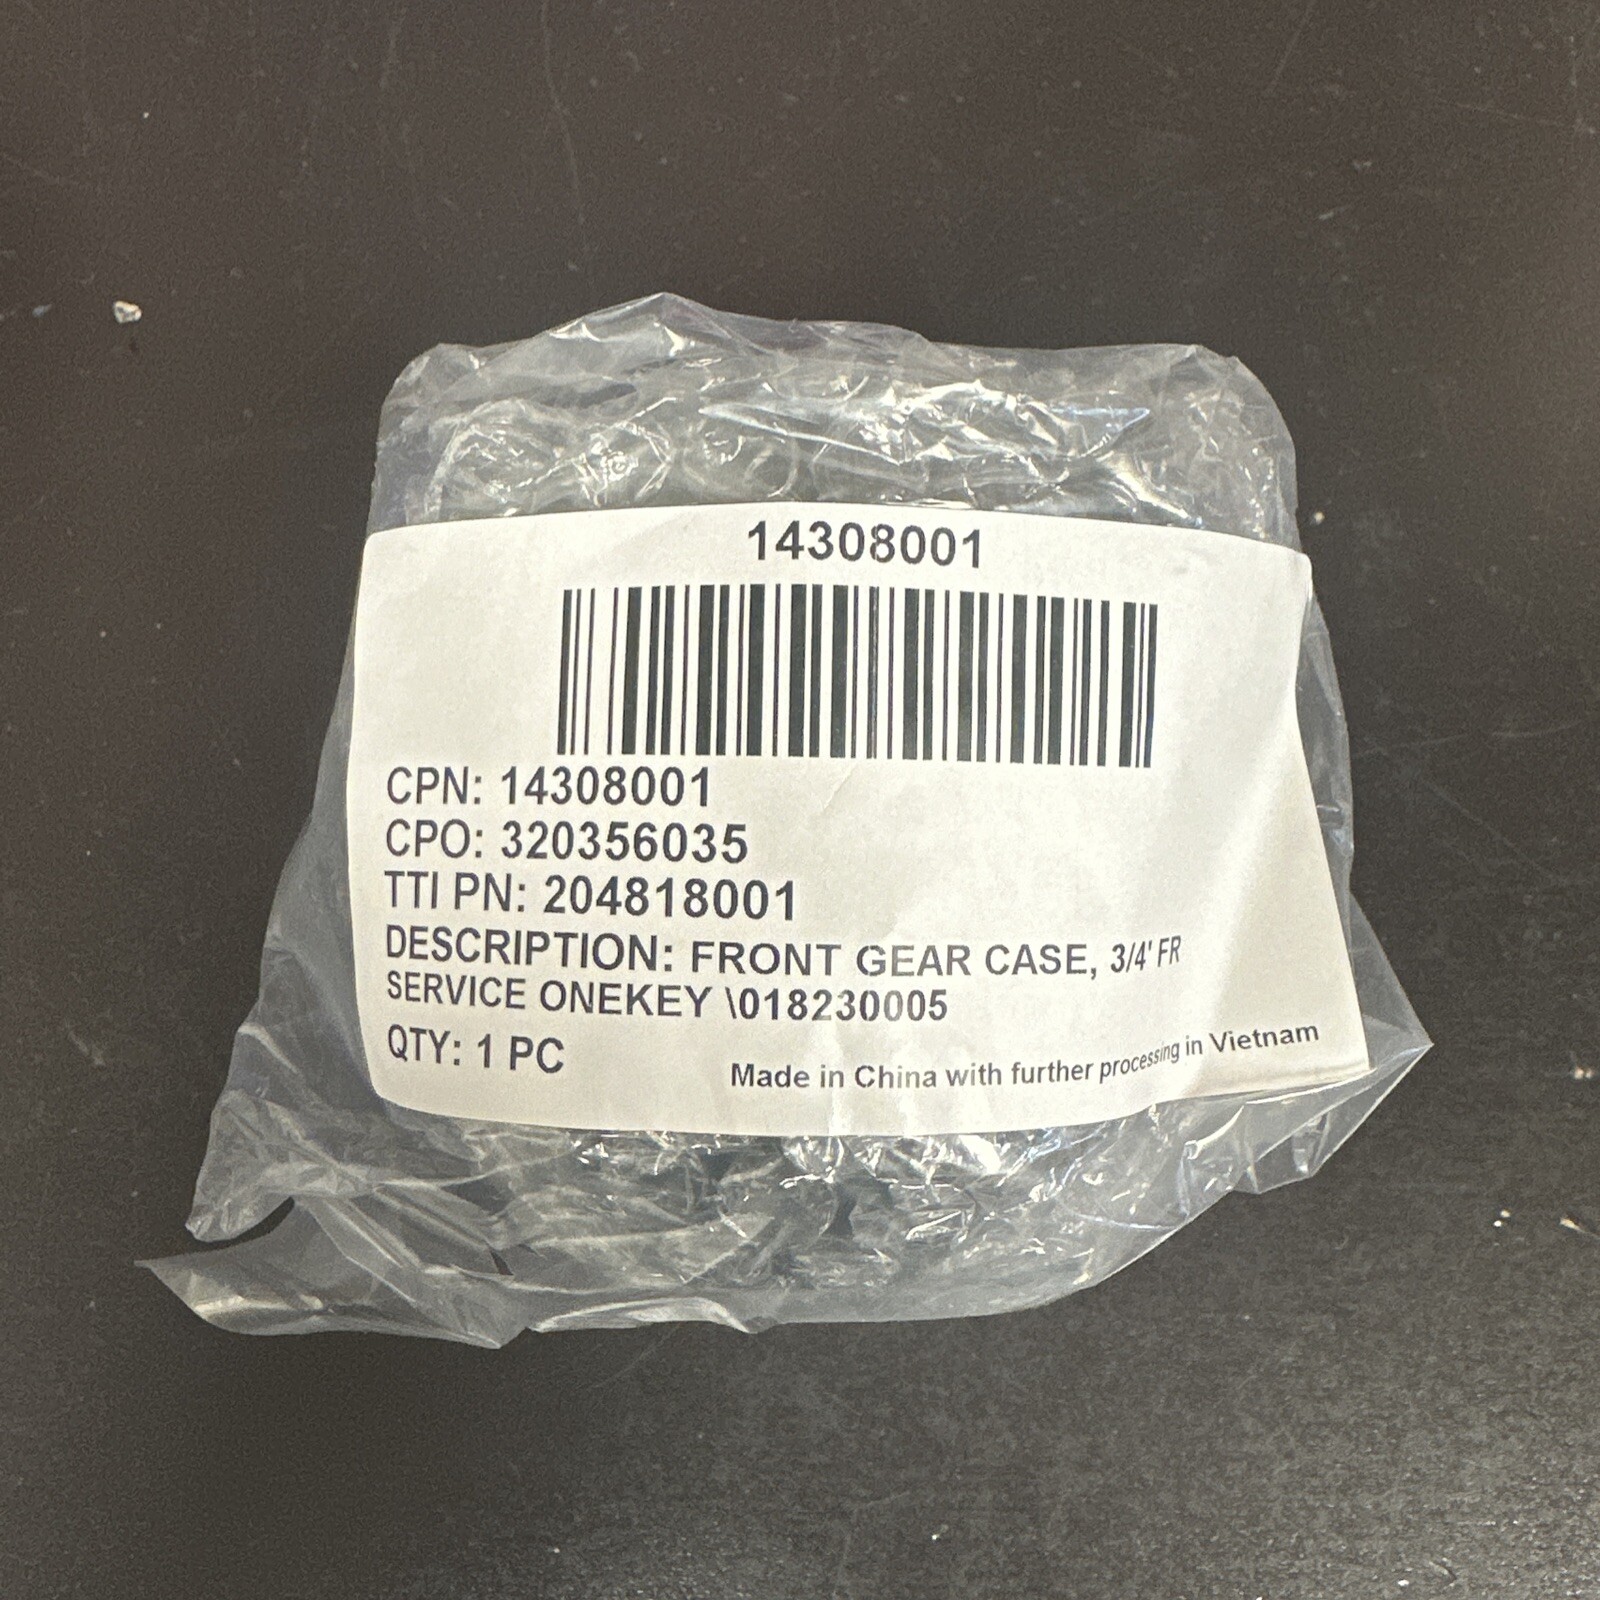 14308001
CPN: 14308001
CPO: 320356035
TTI PN: 204818001
DESCRIPTION: FRONT GEAR CASE, 3/4' FR
SERVICE ONEKEY \018230005
QTY: 1 PC
Made in China with further processing in Vietnam